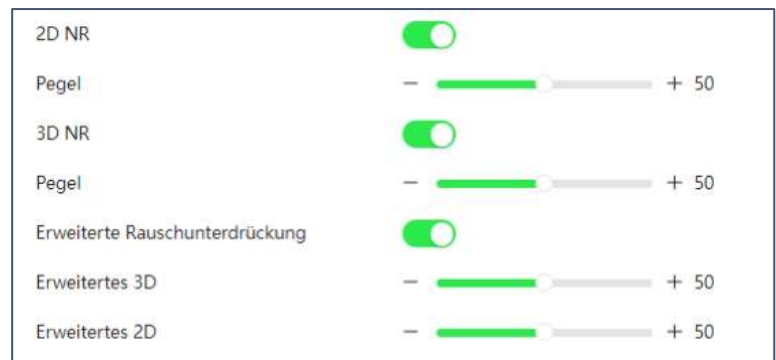 2D NR
Pegel − + 50
3D NR
Pegel − + 50
Erweiterte Rauschunterdrückung
Erweitertes 3D − + 50
Erweitertes 2D − + 50